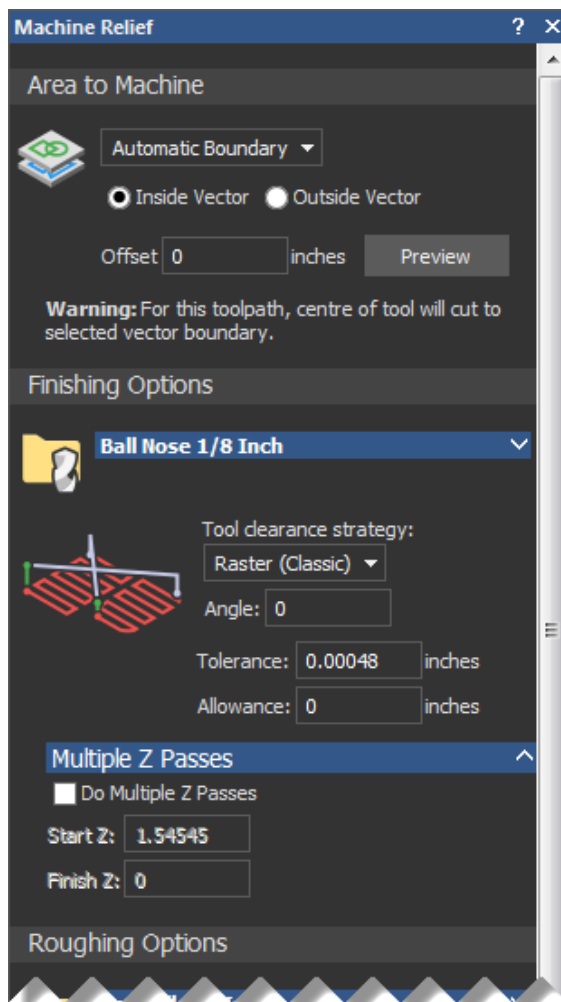 Machine Relief ? ×
Area to Machine
Automatic Boundary
Inside Vector Outside Vector
Offset 0 inches Preview
Warning: For this toolpath, centre of tool will cut to
selected vector boundary.
Finishing Options
Ball Nose 1/8 Inch
Tool clearance strategy:
Raster (Classic)
Angle: 0
Tolerance: 0.00048 inches
Allowance: 0 inches
Multiple Z Passes
Do Multiple Z Passes
Start Z: 1.54545
Finish Z: 0
Roughing Options